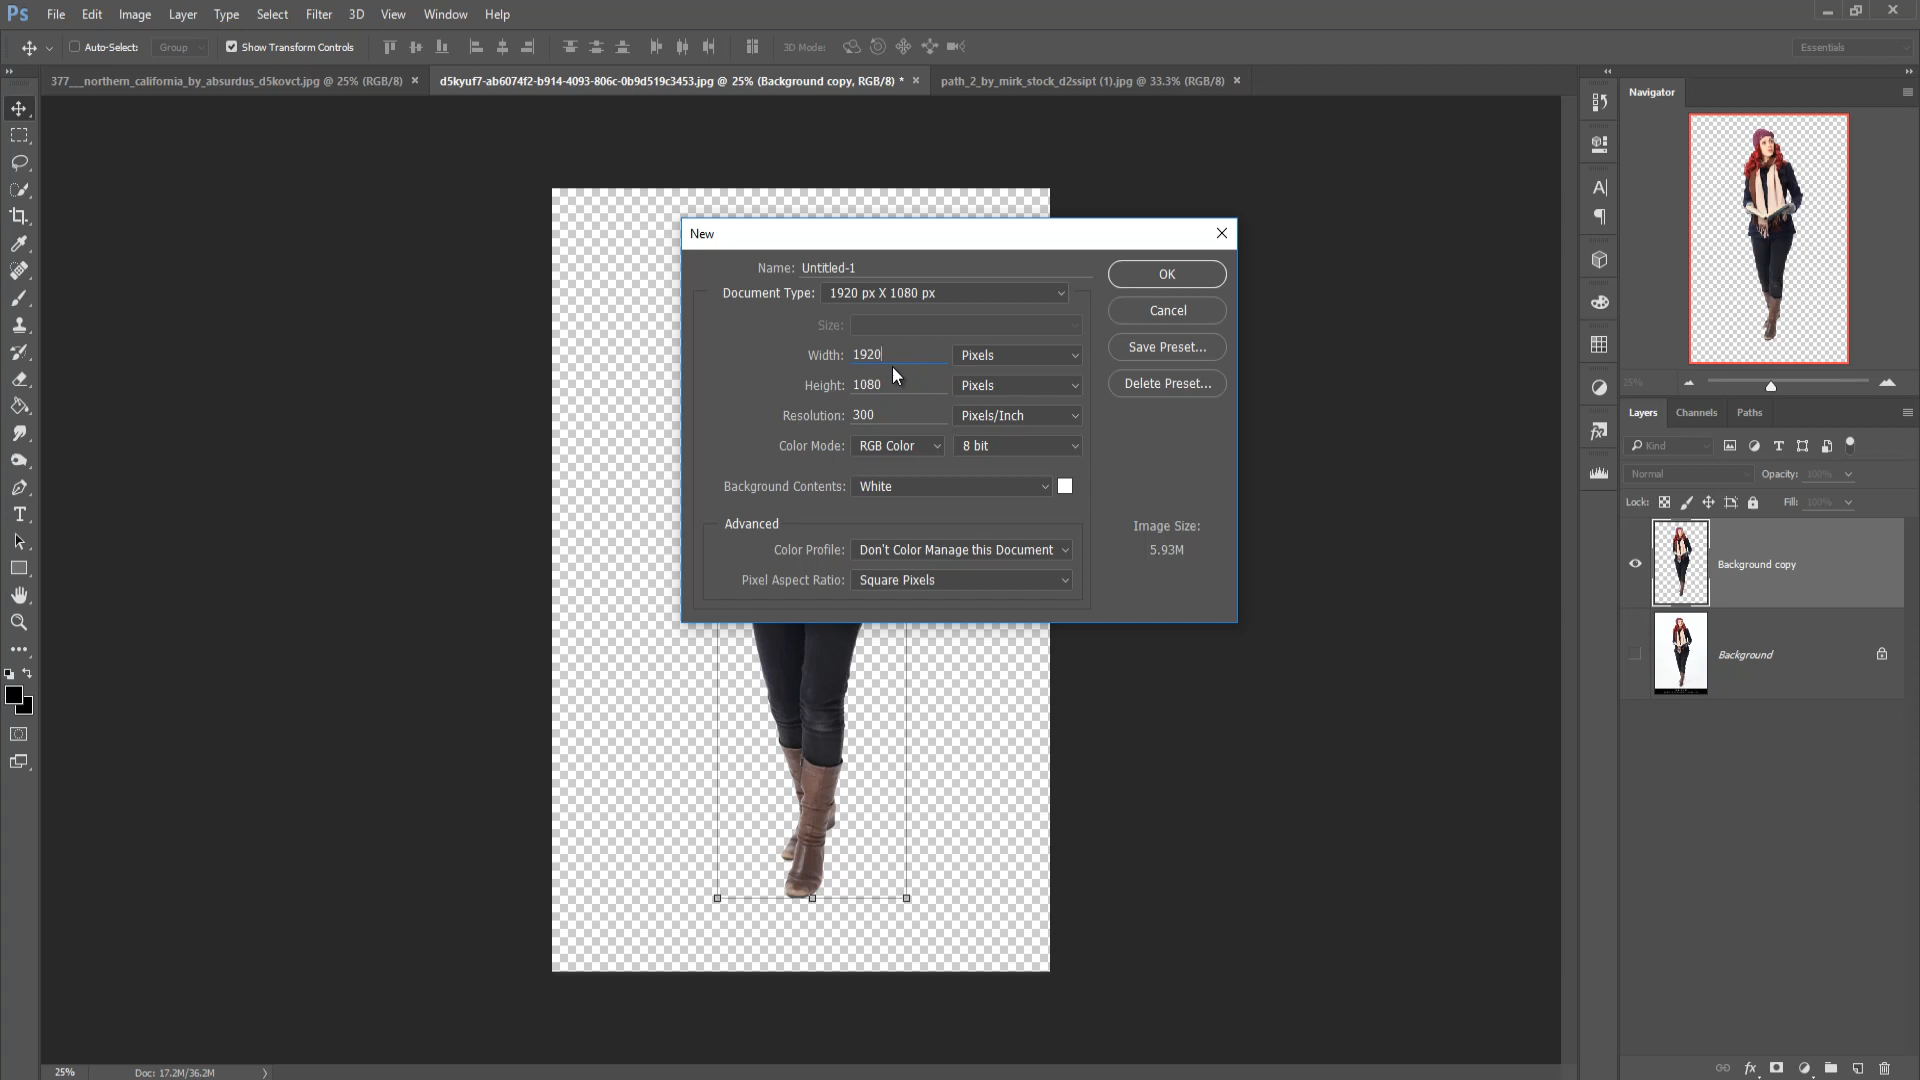 Ps File Edit Image Layer Type Select Filter 3D View Window Help
Auto-Select: Group Show Transform Controls 3D Mode: Essentials
377___northern_california_by_absurdus_d5kovct.jpg @ 25% (RGB/8) × d5kyuf7-ab6074f2-b914-4093-806c-0b9d519c3453.jpg @ 25% (Background copy, RGB/8) * × path_2_by_mirk_stock_d2ssipt (1).jpg @ 33.3% (RGB/8) ×
Navigator
New
Name: Untitled-1
OK
Document Type: 1920 px X 1080 px
Cancel
Size:
Width: 1920 Pixels
Save Preset...
Height: 1080 Pixels
Delete Preset...
Resolution: 300 Pixels/Inch
Color Mode: RGB Color 8 bit
Background Contents: White
Advanced
Image Size:
Color Profile: Don't Color Manage this Document
5.93M
Pixel Aspect Ratio: Square Pixels
25%
Layers Channels Paths
Kind
Normal Opacity: 100%
Lock: Fill: 100%
Background copy
Background
25% Doc: 17.2M/36.2M